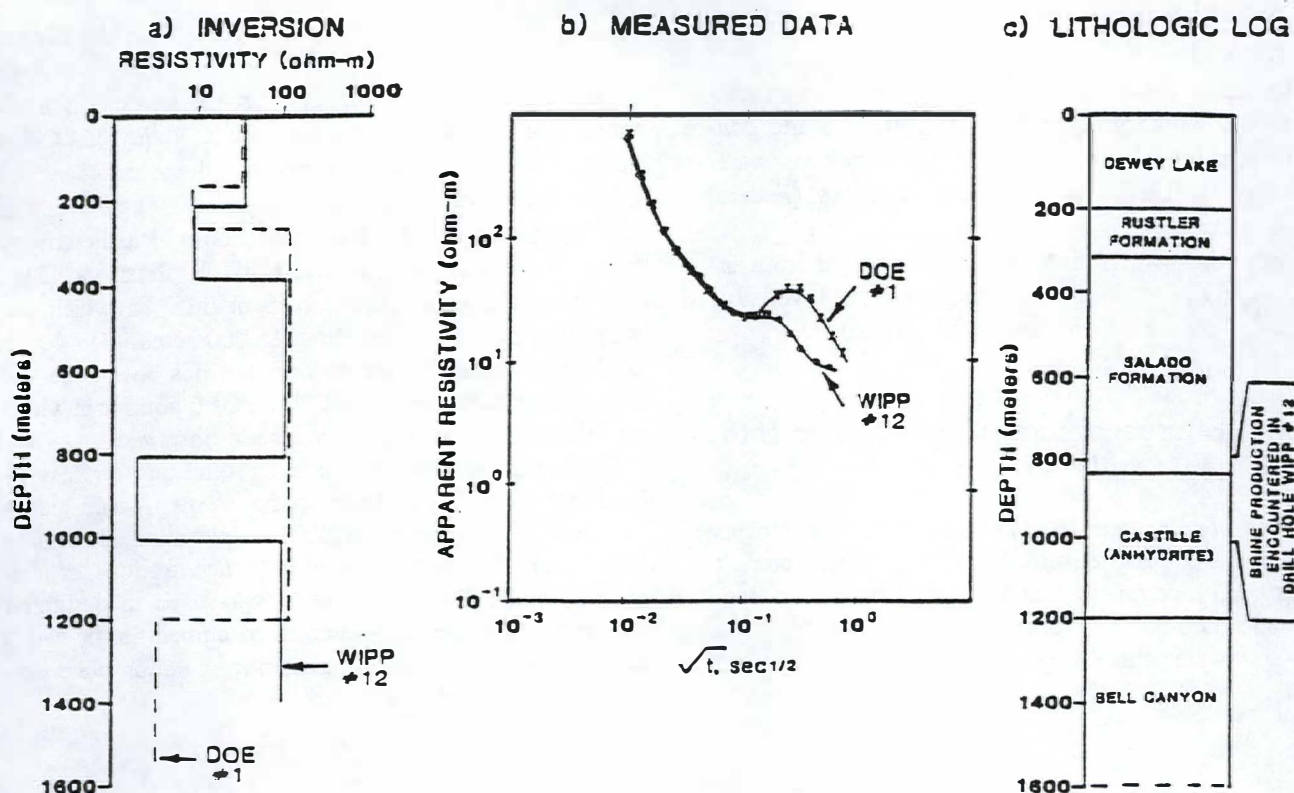 a) INVERSION
RESISTIVITY (ohm-m)
10 100 1000
0
200
400
600
800
1000
1200
1400
1600
DEPTH (meters)
WIPP
#12
DOE
#1
b) MEASURED DATA
APPARENT RESISTIVITY (ohm-m)
10²
10¹
10⁰
10⁻¹
10⁻³ 10⁻² 10⁻¹ 10⁰
√t, sec1/2
DOE
#1
WIPP
#12
c) LITHOLOGIC LOG
0
200
400
600
800
1000
1200
1400
1600
DEPTH (meters)
DEWEY LAKE
RUSTLER
FORMATION
SALADO
FORMATION
CASTILLE
(ANHYDRITE)
BELL CANYON
BRINE PRODUCTION
ENCOUNTERED IN
DRILL HOLE WIPP #12